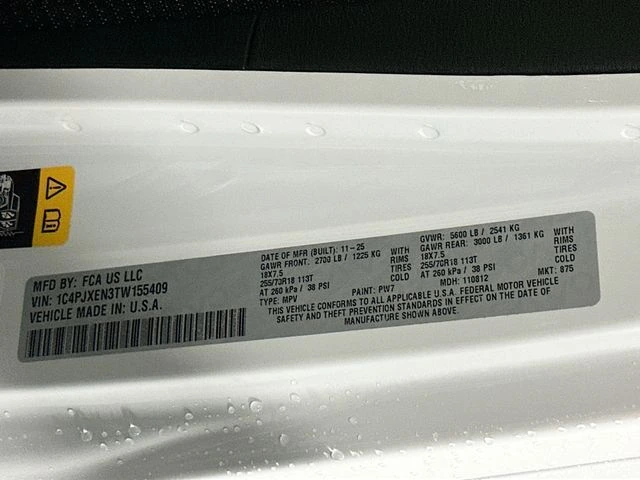 MFD BY: FCA US LLC
VIN: 1C4PJXEN3TW155409
VEHICLE MADE IN: U.S.A.
DATE OF MFR (BUILT): 11-25
GAWR FRONT: 2700 LB / 1225 KG WITH
18X7.5 RIMS
255/70R18 113T TIRES
AT 260 kPa / 38 PSI COLD
TYPE: MPV PAINT: PW7
GVWR: 5600 LB / 2541 KG
GAWR REAR: 3000 LB / 1361 KG WITH
18X7.5 RIMS
255/70R18 113T TIRES
AT 260 kPa / 38 PSI COLD
MDH: 110812 MKT: 875
THIS VEHICLE CONFORMS TO ALL APPLICABLE U.S.A. FEDERAL MOTOR VEHICLE
SAFETY AND THEFT PREVENTION STANDARDS IN EFFECT ON THE DATE OF
MANUFACTURE SHOWN ABOVE.